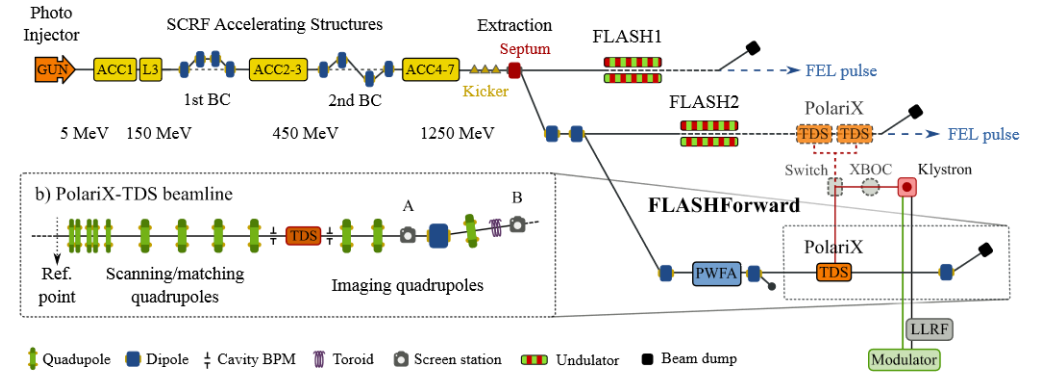 Photo
Injector
SCRF Accelerating Structures
Extraction
Septum
FLASH1
GUN
ACC1
L3
ACC2-3
ACC4-7
FEL pulse
Kicker
1st BC
2nd BC
FLASH2
PolariX
5 MeV
150 MeV
450 MeV
1250 MeV
TDS
TDS
FEL pulse
Switch
XBOC
Klystron
b) PolariX-TDS beamline
A
B
FLASHForward
TDS
PolariX
PWFA
TDS
Ref.
point
Scanning/matching
quadrupoles
Imaging quadrupoles
LLRF
Modulator
Quadupole
Dipole
Cavity BPM
Toroid
Screen station
Undulator
Beam dump